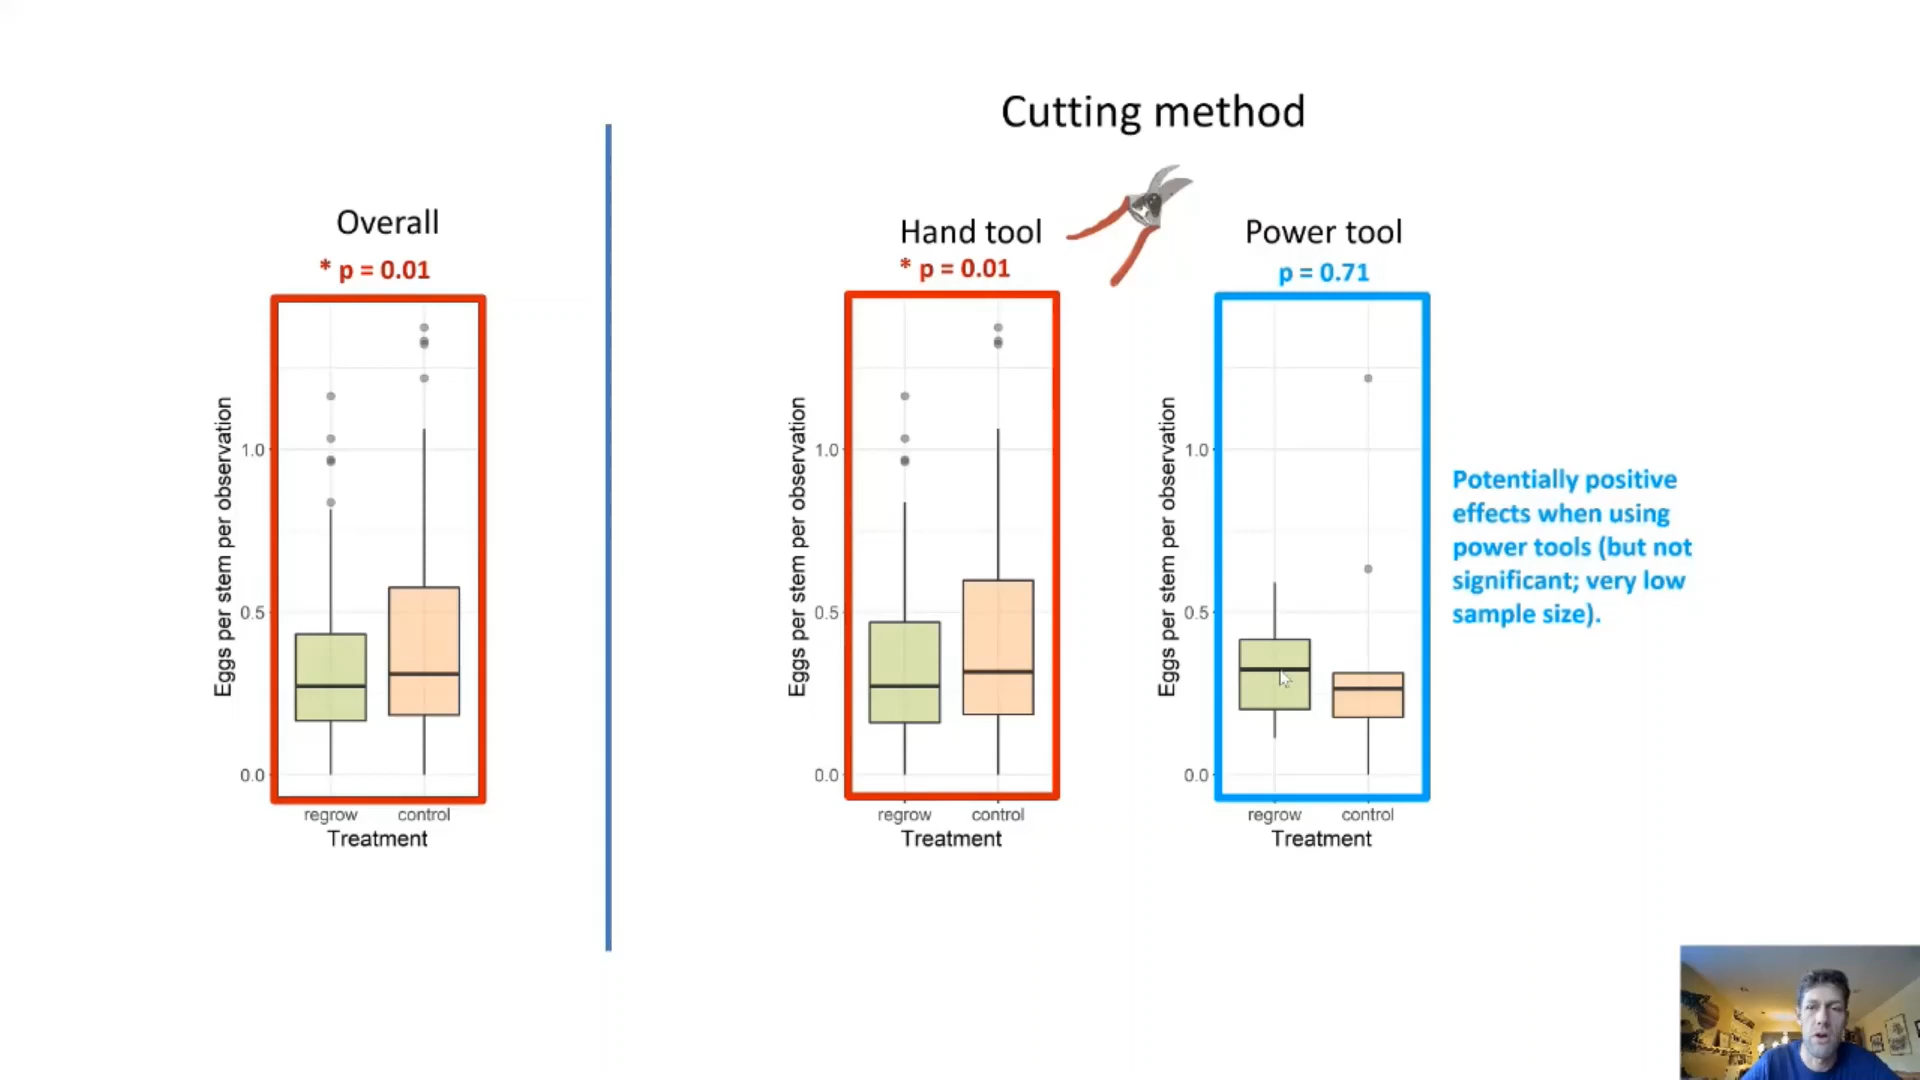 Cutting method
Overall
* p = 0.01
Eggs per stem per observation
1.0
0.5
0.0
regrow control
Treatment
Hand tool
* p = 0.01
Eggs per stem per observation
1.0
0.5
0.0
regrow control
Treatment
Power tool
p = 0.71
Eggs per stem per observation
1.0
0.5
0.0
regrow control
Treatment
Potentially positive
effects when using
power tools (but not
significant; very low
sample size).